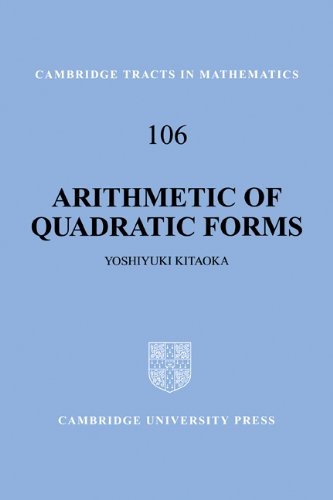 CAMBRIDGE TRACTS IN MATHEMATICS
106
ARITHMETIC OF
QUADRATIC FORMS
YOSHIYUKI KITAOKA
CAMBRIDGE UNIVERSITY PRESS